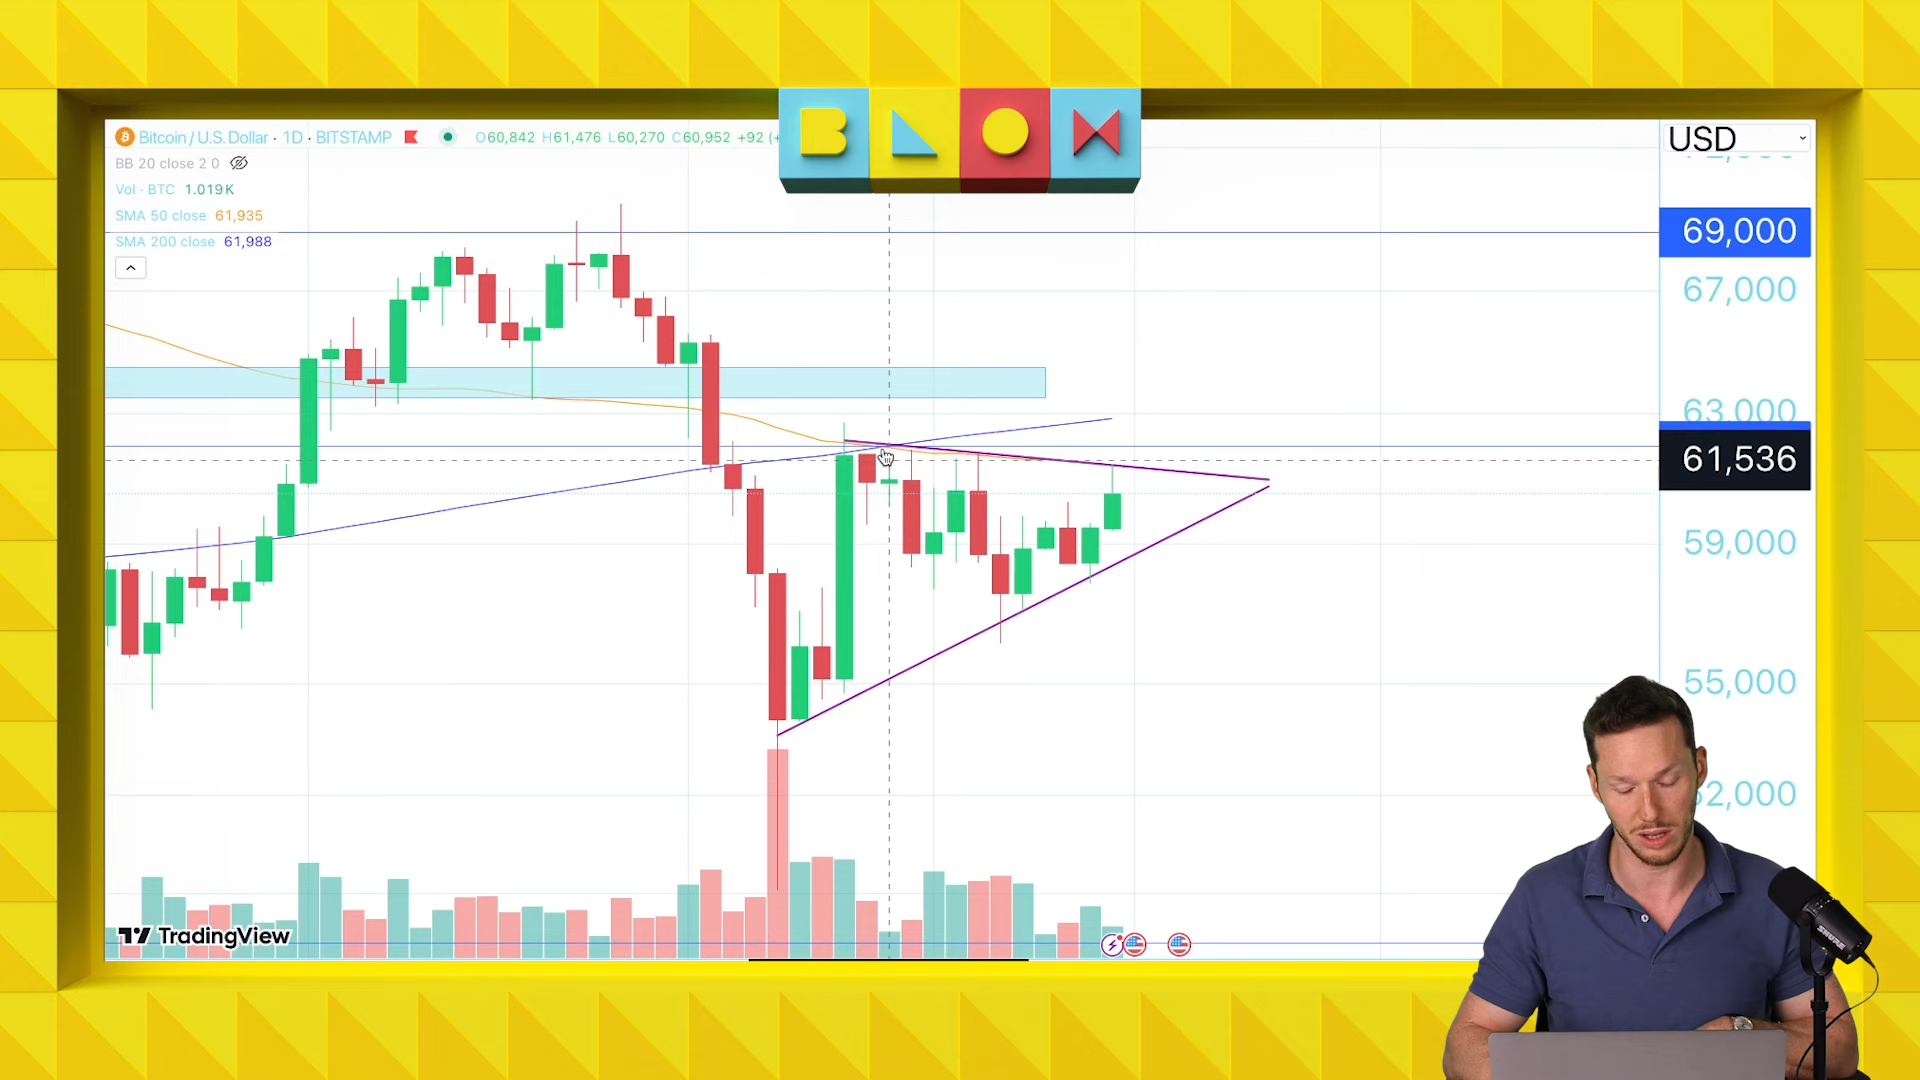 BLOX
Bitcoin / U.S. Dollar · 1D · BITSTAMP O60,842 H61,476 L60,270 C60,952 +92
USD
BB 20 close 2 0
Vol · BTC 1.019K
SMA 50 close 61,935
SMA 200 close 61,988
69,000
67,000
63,000
61,536
59,000
55,000
TradingView
SHURE